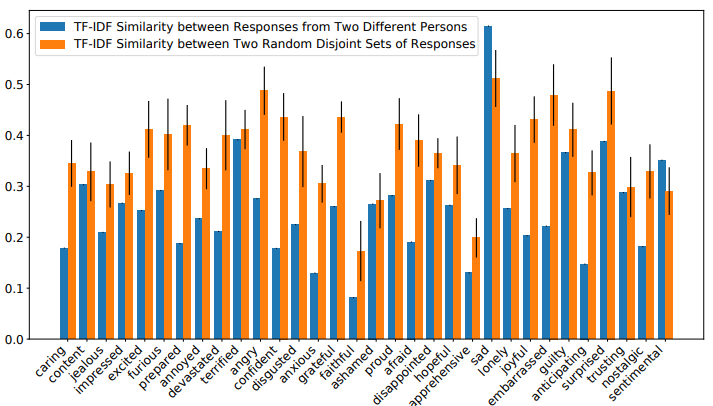 TF-IDF Similarity between Responses from Two Different Persons
TF-IDF Similarity between Two Random Disjoint Sets of Responses
0.6
0.5
0.4
0.3
0.2
0.1
0.0
caring
content
jealous
impressed
excited
furious
prepared
annoyed
devastated
terrified
angry
confident
disgusted
anxious
grateful
faithful
ashamed
proud
afraid
disappointed
hopeful
apprehensive
sad
lonely
joyful
embarrassed
guilty
anticipating
surprised
trusting
nostalgic
sentimental